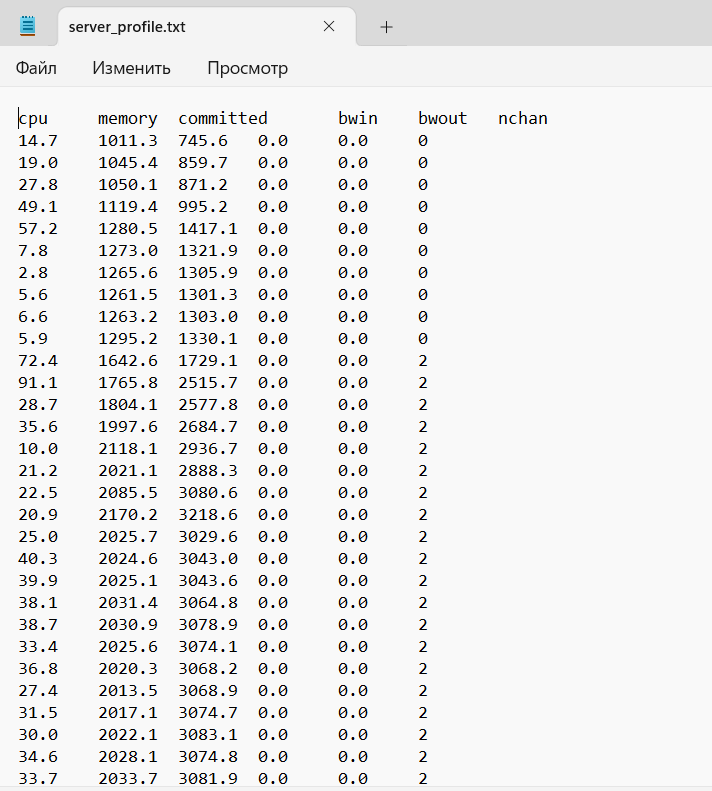 server_profile.txt
Файл Изменить Просмотр
cpu memory committed bwin bwout nchan
14.7 1011.3 745.6 0.0 0.0 0
19.0 1045.4 859.7 0.0 0.0 0
27.8 1050.1 871.2 0.0 0.0 0
49.1 1119.4 995.2 0.0 0.0 0
57.2 1280.5 1417.1 0.0 0.0 0
7.8 1273.0 1321.9 0.0 0.0 0
2.8 1265.6 1305.9 0.0 0.0 0
5.6 1261.5 1301.3 0.0 0.0 0
6.6 1263.2 1303.0 0.0 0.0 0
5.9 1295.2 1330.1 0.0 0.0 0
72.4 1642.6 1729.1 0.0 0.0 2
91.1 1765.8 2515.7 0.0 0.0 2
28.7 1804.1 2577.8 0.0 0.0 2
35.6 1997.6 2684.7 0.0 0.0 2
10.0 2118.1 2936.7 0.0 0.0 2
21.2 2021.1 2888.3 0.0 0.0 2
22.5 2085.5 3080.6 0.0 0.0 2
20.9 2170.2 3218.6 0.0 0.0 2
25.0 2025.7 3029.6 0.0 0.0 2
40.3 2024.6 3043.0 0.0 0.0 2
39.9 2025.1 3043.6 0.0 0.0 2
38.1 2031.4 3064.8 0.0 0.0 2
38.7 2030.9 3078.9 0.0 0.0 2
33.4 2025.6 3074.1 0.0 0.0 2
36.8 2020.3 3068.2 0.0 0.0 2
27.4 2013.5 3068.9 0.0 0.0 2
31.5 2017.1 3074.7 0.0 0.0 2
30.0 2022.1 3083.1 0.0 0.0 2
34.6 2028.1 3074.8 0.0 0.0 2
33.7 2033.7 3081.9 0.0 0.0 2